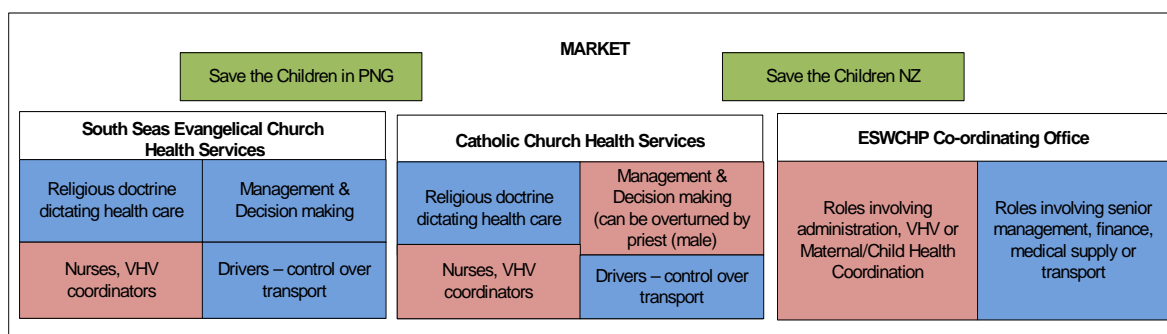 MARKET
Save the Children in PNG
Save the Children NZ
South Seas Evangelical Church
Health Services
Religious doctrine
dictating health care
Management &
Decision making
Nurses, VHV
coordinators
Drivers – control over
transport
Catholic Church Health Services
Religious doctrine
dictating health care
Management &
Decision making
(can be overturned by
priest (male)
Nurses, VHV
coordinators
Drivers – control over
transport
ESWCHP Co-ordinating Office
Roles involving
administration, VHV or
Maternal/Child Health
Coordination
Roles involving senior
management, finance,
medical supply or
transport